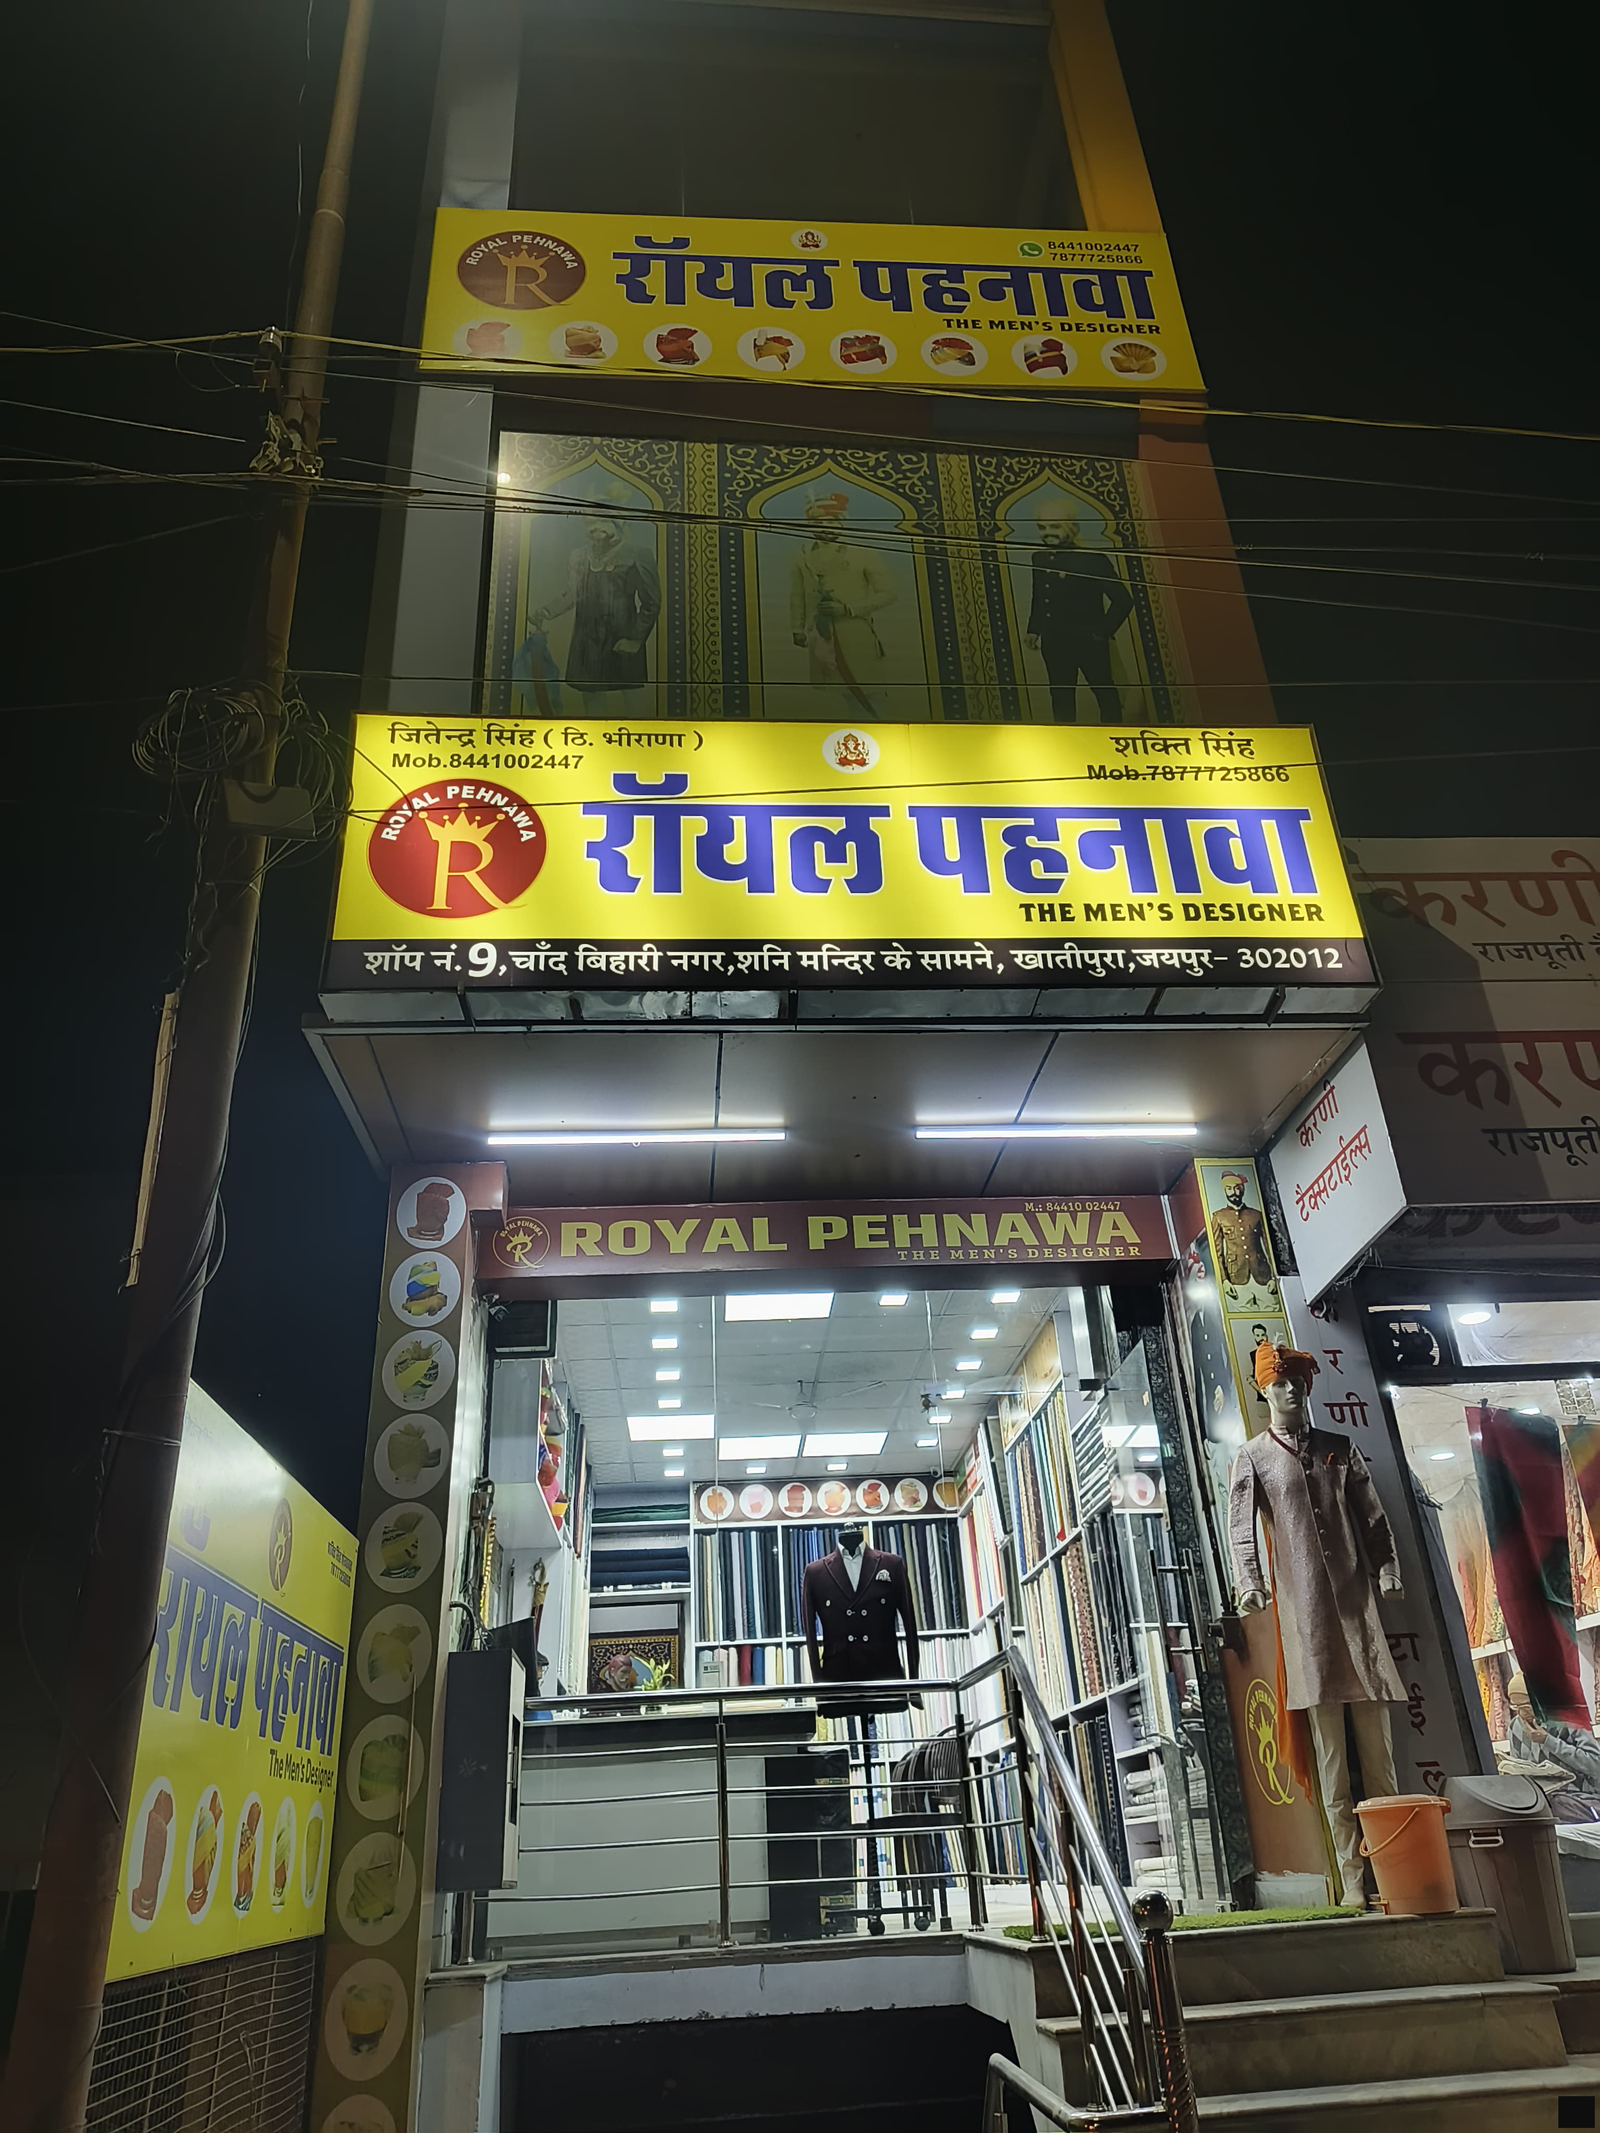 ROYAL PEHNAWA
R
रॉयल पहनावा
8441002447
7877725866
THE MEN'S DESIGNER
जितेन्द्र सिंह ( ठि. भीराणा )
Mob.8441002447
शक्ति सिंह
Mob.7877725866
ROYAL PEHNAWA
R
रॉयल पहनावा
THE MEN'S DESIGNER
शॉप नं.9,चाँद बिहारी नगर,शनि मन्दिर के सामने, खातीपुरा,जयपुर- 302012
करणी
राजपूती
राजपूती
करणी
टैक्सटाईल्स
M.: 84410 02447
ROYAL PEHNAWA
THE MEN'S DESIGNER
रॉयल पहनावा
The Men's Designer